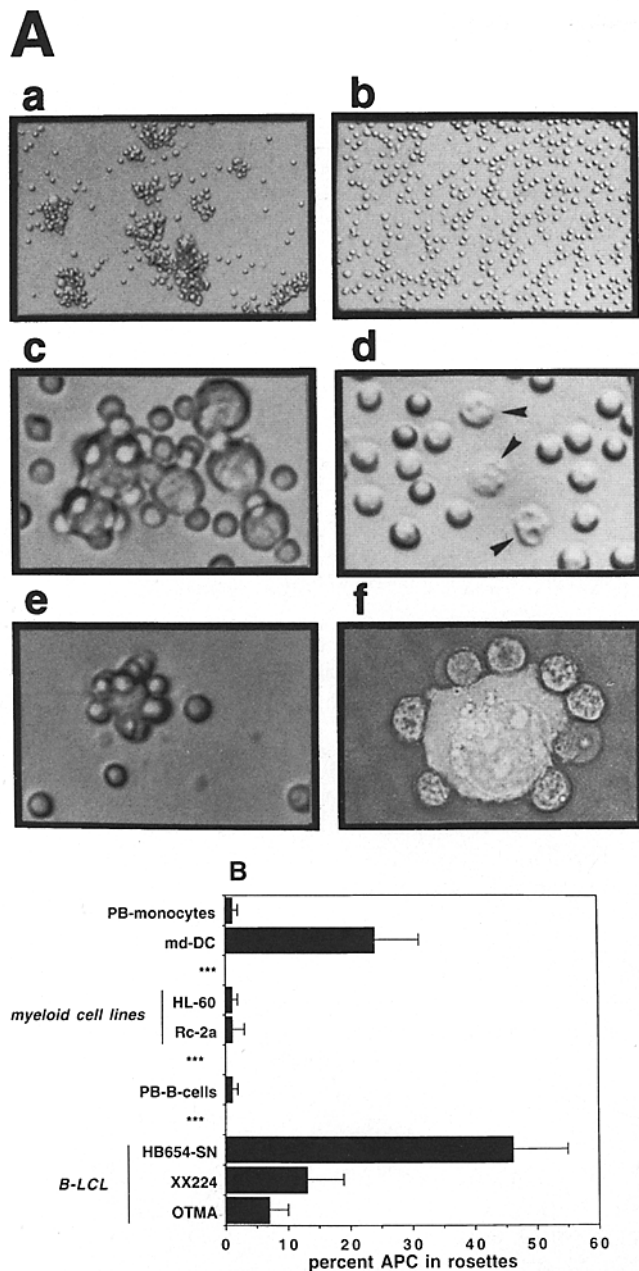 A
a
b
c
d
e
f
B
PB-monocytes
md-DC
***
myeloid cell lines
HL-60
Rc-2a
***
PB-B-cells
***
B-LCL
HB654-SN
XX224
OTMA
0 10 20 30 40 50 60
percent APC in rosettes